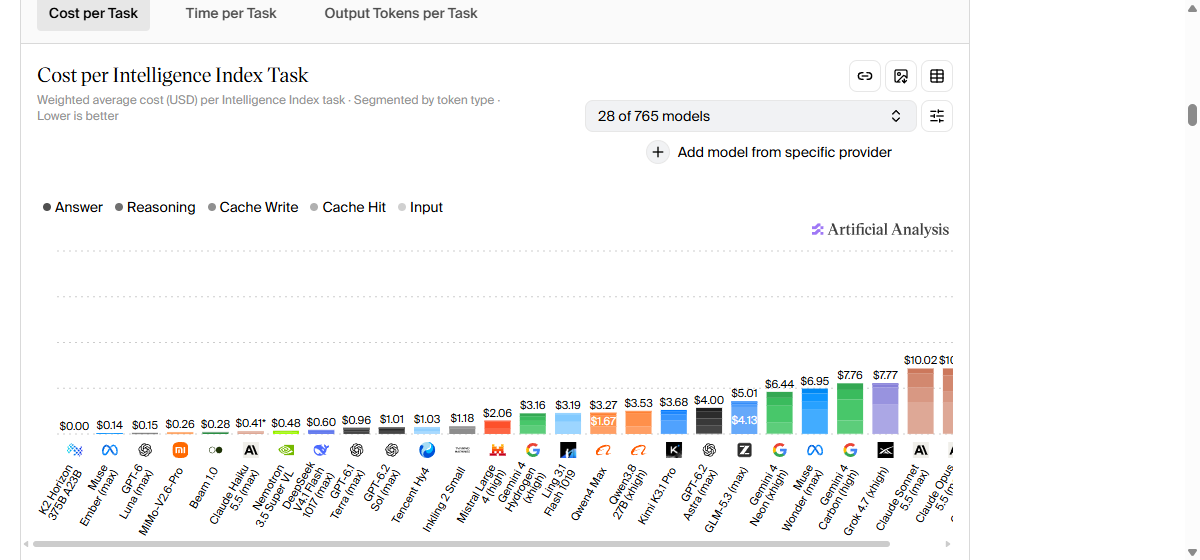 Cost per Task
Time per Task
Output Tokens per Task
Cost per Intelligence Index Task
Weighted average cost (USD) per Intelligence Index task · Segmented by token type ·
Lower is better
28 of 765 models
Add model from specific provider
Answer
Reasoning
Cache Write
Cache Hit
Input
Artificial Analysis
$0.00
$0.14
$0.15
$0.26
$0.28
$0.41*
$0.48
$0.60
$0.96
$1.01
$1.03
$1.18
$2.06
$3.16
$3.19
$3.27
$1.67
$3.53
$3.68
$4.00
$5.01
$4.13
$6.44
$6.95
$7.76
$7.77
$10.02
K2 Horizon
375B A23B
Muse
Ember (max)
GPT-6
Luna (max)
MiMo-V2.6-Pro
Beam 1.0
Claude Haiku
5.5 (max)
Nemotron
3.5 Super VL
DeepSeek
V4.1 Flash
1017 (max)
GPT-6.1
Terra (max)
GPT-6.2
Sol (max)
Tencent Hy4
Inkling 2 Small
Mistral Large
4 (high)
Gemini 4
Hydrogen
(xhigh)
Ling 3.1
Flash 1019
Qwen4 Max
Qwen3.8
27B (xhigh)
Kimi K3.1 Pro
GPT-6.2
Astra (max)
GLM-5.3 (max)
Gemini 4
Neon (xhigh)
Muse
Wonder (max)
Gemini 4
Carbon (high)
Grok 4.7 (xhigh)
Claude Sonnet
5.5 (max)
Claude Opus